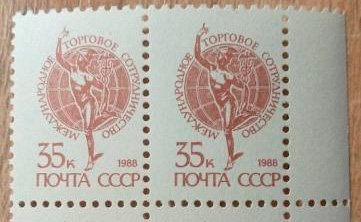 МЕЖДУНАРОДНОЕ ТОРГОВОЕ СОТРУДНИЧЕСТВО
35к
1988
ПОЧТА СССР
МЕЖДУНАРОДНОЕ ТОРГОВОЕ СОТРУДНИЧЕСТВО
35к
1988
ПОЧТА СССР